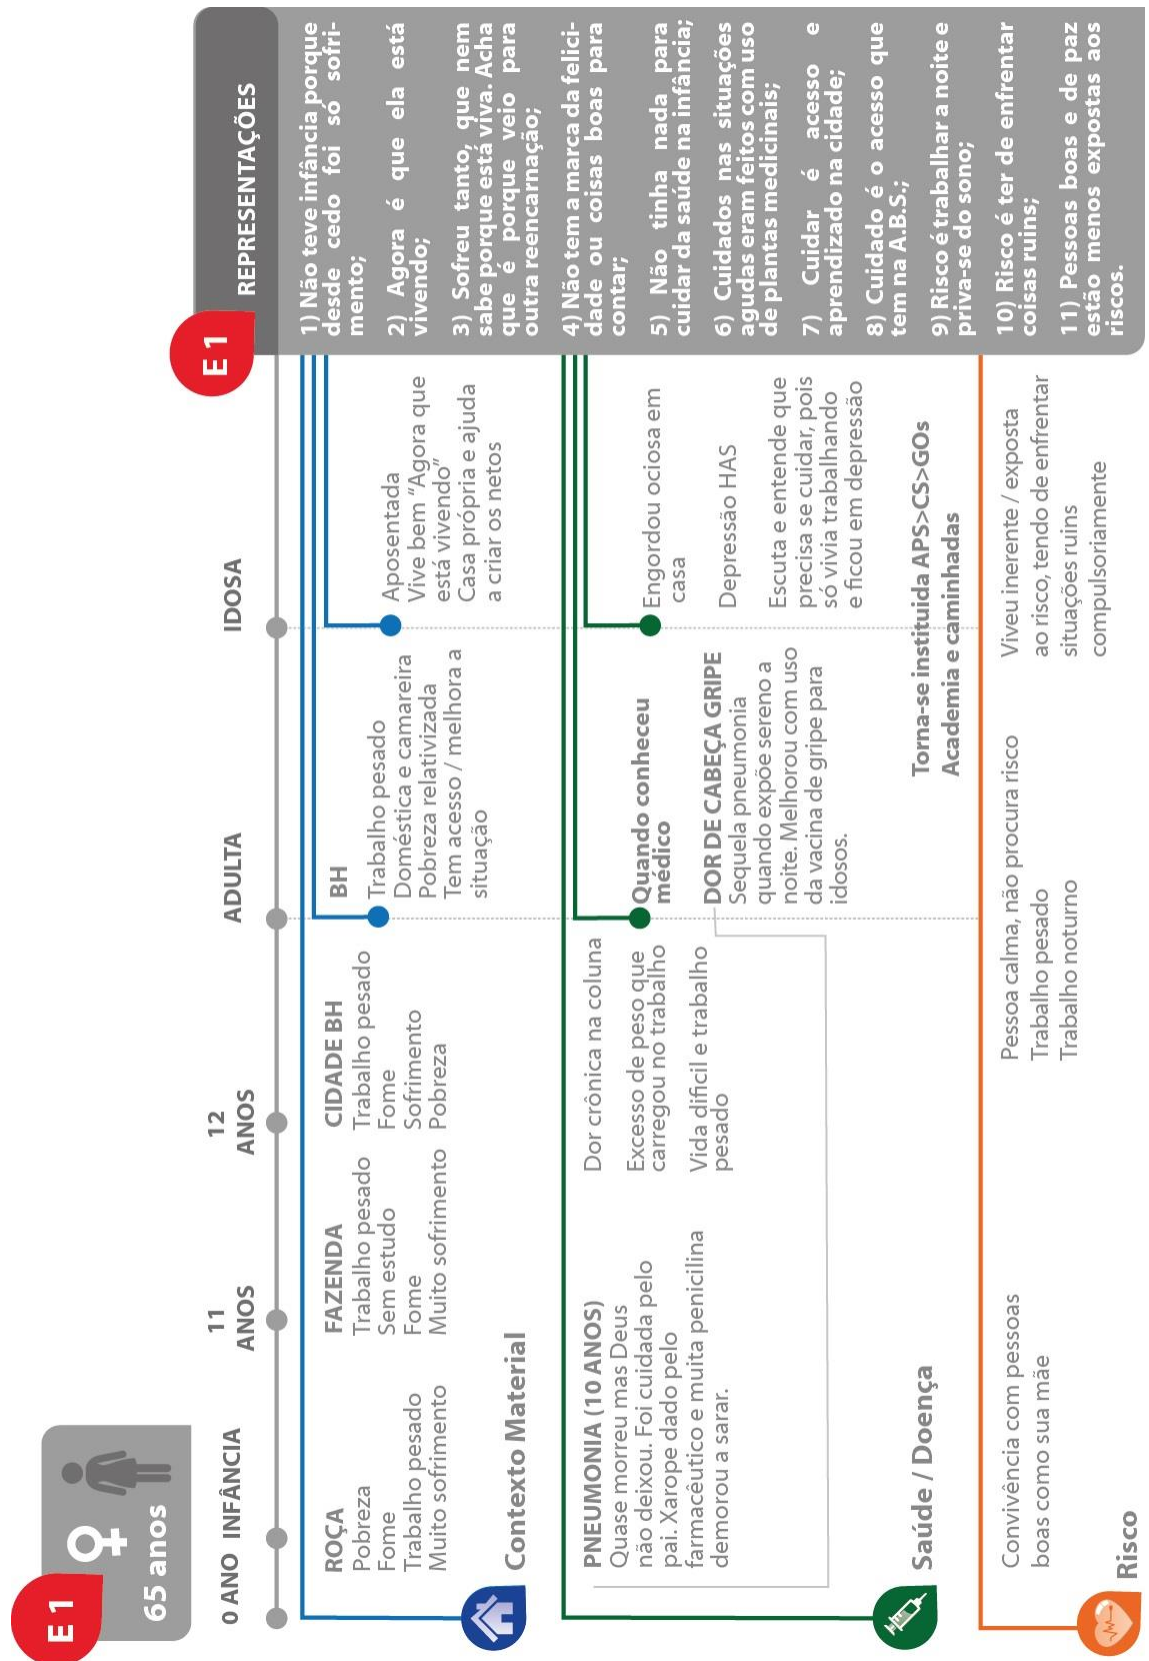 E 1
65 anos
0 ANO
INFÂNCIA
11
ANOS
12
ANOS
ADULTA
IDOSA
E 1
REPRESENTAÇÕES
ROÇA
Pobreza
Fome
Trabalho pesado
Muito sofrimento
FAZENDA
Trabalho pesado
Sem estudo
Fome
Muito sofrimento
CIDADE BH
Trabalho pesado
Fome
Sofrimento
Pobreza
BH
Trabalho pesado
Doméstica e camareira
Pobreza relativizada
Tem acesso / melhora a
situação
Aposentada
Vive bem "Agora que
está vivendo"
Casa própria e ajuda
a criar os netos
Contexto Material
PNEUMONIA (10 ANOS)
Quase morreu mas Deus
não deixou. Foi cuidada pelo
pai. Xarope dado pelo
farmacêutico e muita penicilina
demorou a sarar.
Dor crônica na coluna
Excesso de peso que
carregou no trabalho
Vida dificil e trabalho
pesado
Quando conheceu
médico
DOR DE CABEÇA GRIPE
Sequela pneumonia
quando expõe sereno a
noite. Melhorou com uso
da vacina de gripe para
idosos.
Engordou ociosa em
casa
Depressão HAS
Escuta e entende que
precisa se cuidar, pois
só vivia trabalhando
e ficou em depressão
Torna-se instituida APS>CS>GOs
Academia e caminhadas
Saúde / Doença
Convivência com pessoas
boas como sua mãe
Pessoa calma, não procura risco
Trabalho pesado
Trabalho noturno
Viveu inerente / exposta
ao risco, tendo de enfrentar
situações ruins
compulsoriamente
Risco
1) Não teve infância porque
desde cedo foi só sofri-
mento;
2) Agora é que ela está
vivendo;
3) Sofreu tanto, que nem
sabe porque está viva. Acha
que é porque veio para
outra reencarnação;
4) Não tem a marca da felici-
dade ou coisas boas para
contar;
5) Não tinha nada para
cuidar da saúde na infância;
6) Cuidados nas situações
agudas eram feitos com uso
de plantas medicinais;
7) Cuidar é acesso e
aprendizado na cidade;
8) Cuidado é o acesso que
tem na A.B.S.;
9) Risco é trabalhar a noite e
priva-se do sono;
10) Risco é ter de enfrentar
coisas ruins;
11) Pessoas boas e de paz
estão menos expostas aos
riscos.